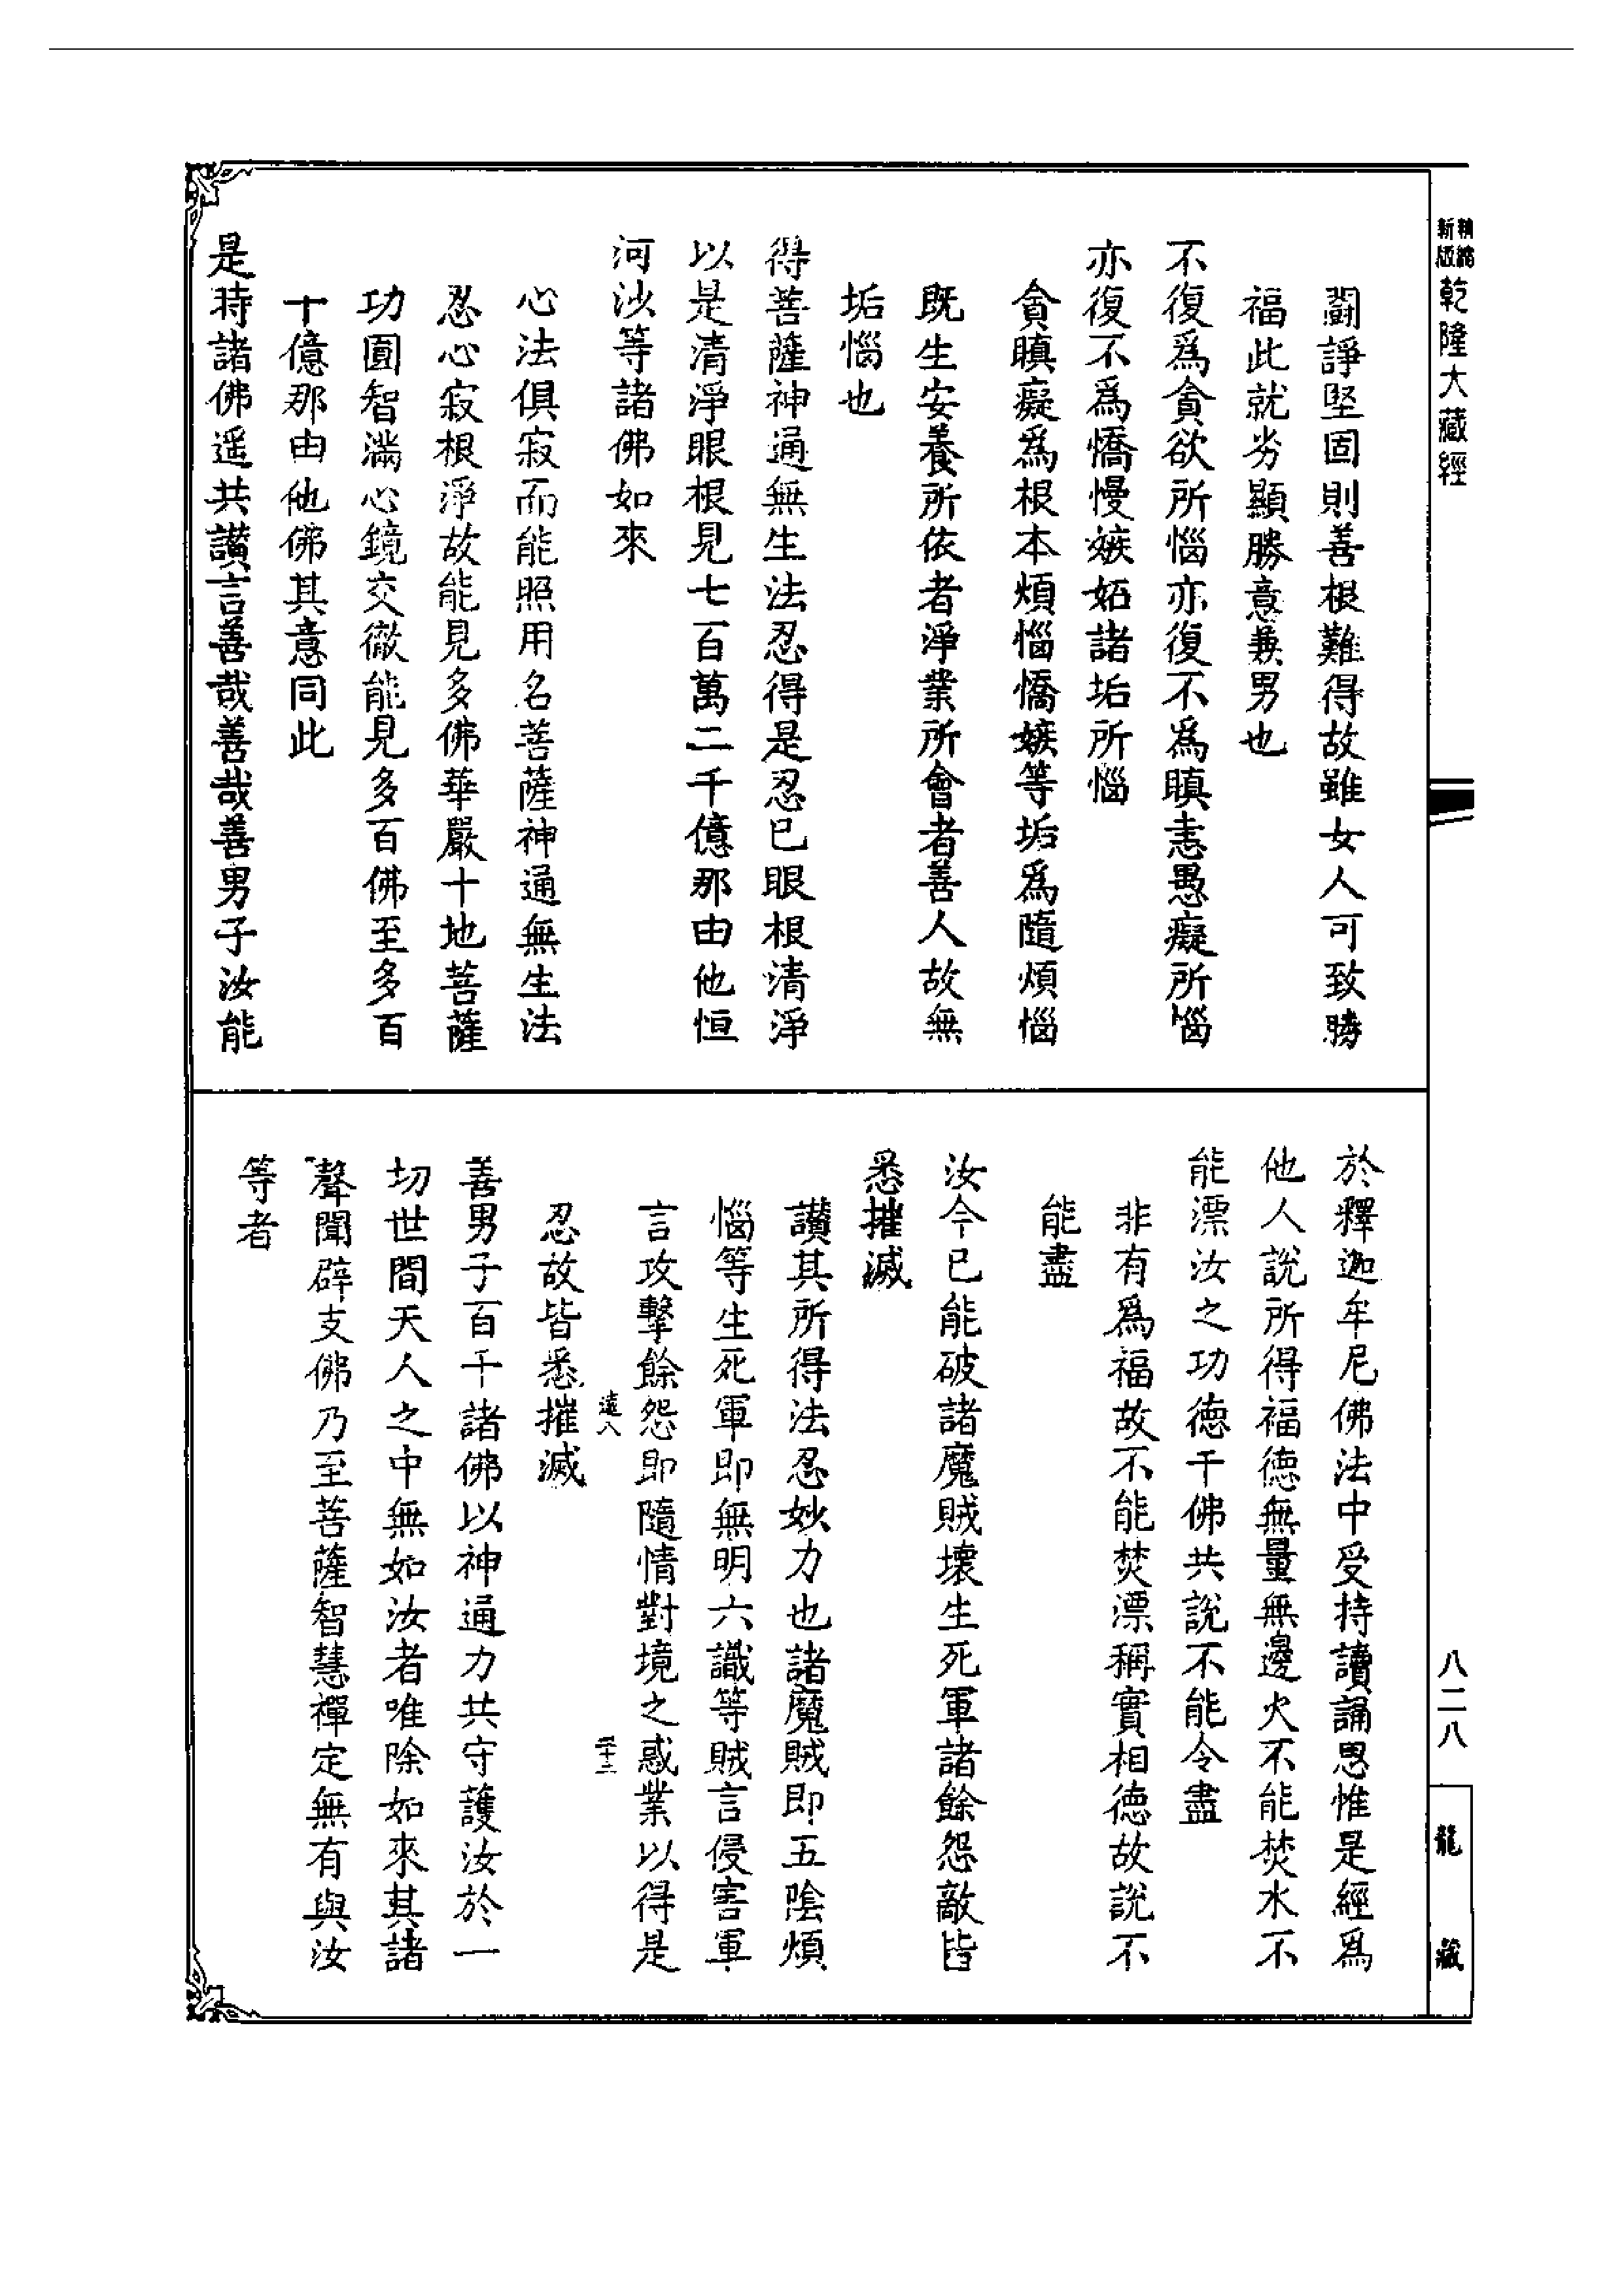 新版精縮乾隆大藏經
鬬諍堅固則善根難得故雖女人可致勝
福此就劣顯勝意兼男也
不復爲貪欲所惱亦復不爲瞋恚愚癡所惱
亦復不爲憍慢嫉妬諸垢所惱
貪瞋癡爲根本煩惱憍嫉等垢爲隨煩惱
既生安養所依者淨業所會者善人故無
垢惱也
得菩薩神通無生法忍得是忍已眼根清淨
以是清淨眼根見七百萬二千億那由他恒
河沙等諸佛如來
心法俱寂而能照用名菩薩神通無生法
忍心寂根淨故能見多佛華嚴十地菩薩
功圓智滿心鏡交徹能見多百佛至多百
十億那由他佛其意同此
是時諸佛遥共讃言善哉善哉善男子汝能
於釋迦牟尼佛法中受持讀誦思惟是經爲
他人說所得福德無量無邊火不能焚水不
能漂汝之功德千佛共說不能令盡
非有爲福故不能焚漂稱實相德故說不
能盡
汝今已能破諸魔賊壞生死軍諸餘怨敵皆
悉摧滅
讃其所得法忍妙力也諸魔賊即五陰煩
惱等生死軍即無明六識等賊言侵害軍
言攻擊餘怨即隨情對境之惑業以得是
遠八
四十三
忍故皆悉摧滅
善男子百千諸佛以神通力共守護汝於一
切世間天人之中無如汝者唯除如來其諸
聲聞辟支佛乃至菩薩智慧禪定無有與汝
等者
八二八
龍藏